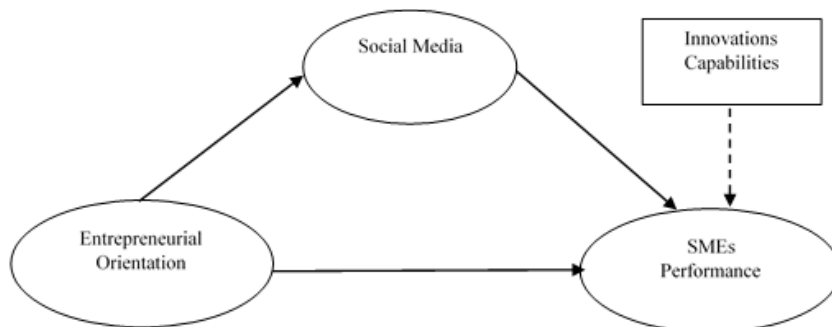 Social Media
Innovations
Capabilities
Entrepreneurial
Orientation
SMEs
Performance